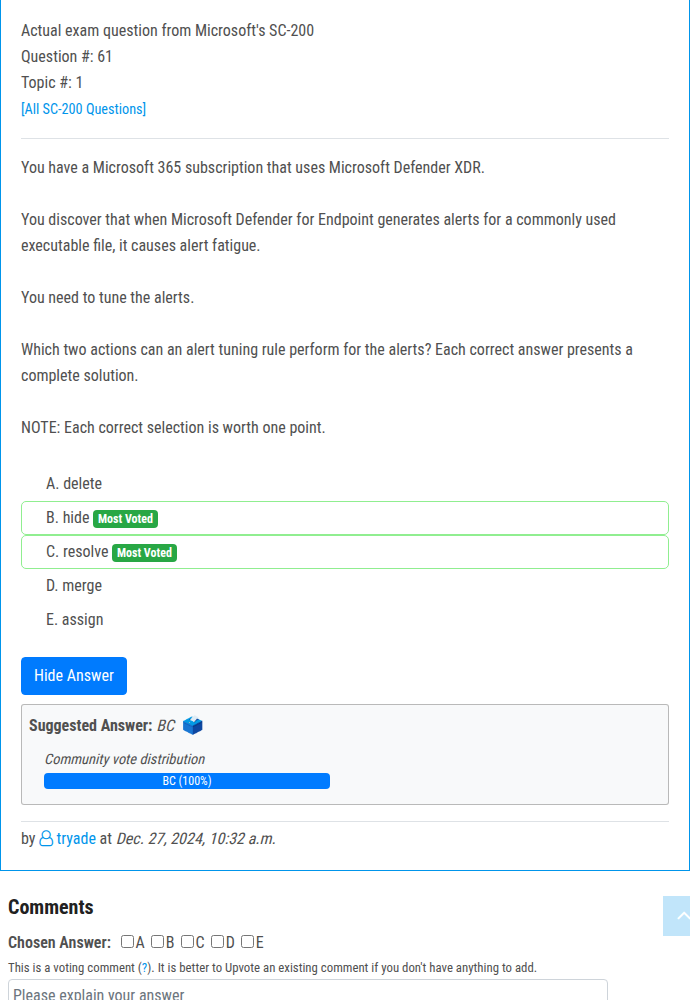 Actual exam question from Microsoft's SC-200
Question #: 61
Topic #: 1
[All SC-200 Questions]
You have a Microsoft 365 subscription that uses Microsoft Defender XDR.
You discover that when Microsoft Defender for Endpoint generates alerts for a commonly used
executable file, it causes alert fatigue.
You need to tune the alerts.
Which two actions can an alert tuning rule perform for the alerts? Each correct answer presents a
complete solution.
NOTE: Each correct selection is worth one point.
A. delete
B. hide Most Voted
C. resolve Most Voted
D. merge
E. assign
Hide Answer
Suggested Answer: BC
Community vote distribution
BC (100%)
by tryade at Dec. 27, 2024, 10:32 a.m.
Comments
Chosen Answer: A B C D E
This is a voting comment (?). It is better to Upvote an existing comment if you don't have anything to add.
Please explain your answer